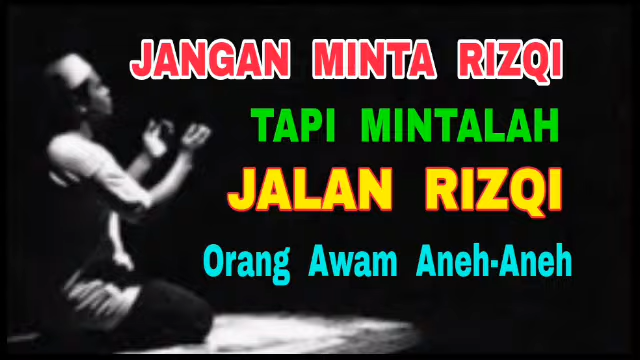 JANGAN MINTA RIZQI
TAPI MINTALAH
JALAN RIZQI
Orang Awam Aneh-Aneh